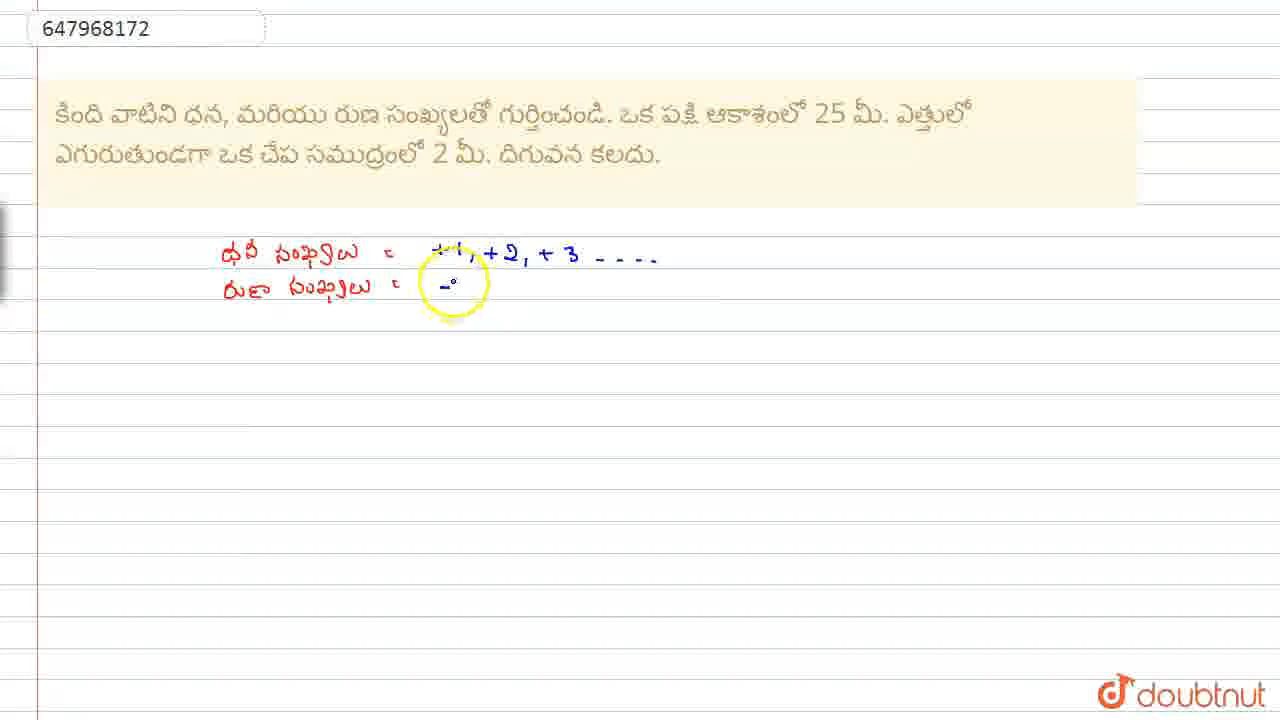 647968172
కింది వాటిని ధన, మరియు రుణ సంఖ్యలతో గుర్తించండి. ఒక పక్షి ఆకాశంలో 25 మీ. ఎత్తులో
ఎగురుతుండగా ఒక చేప సముద్రంలో 2 మీ. దిగువన కలదు.
సంఖ్యలు = +1, +2, +3 - - - -
రుణ సంఖ్యలు = -
doubtnut